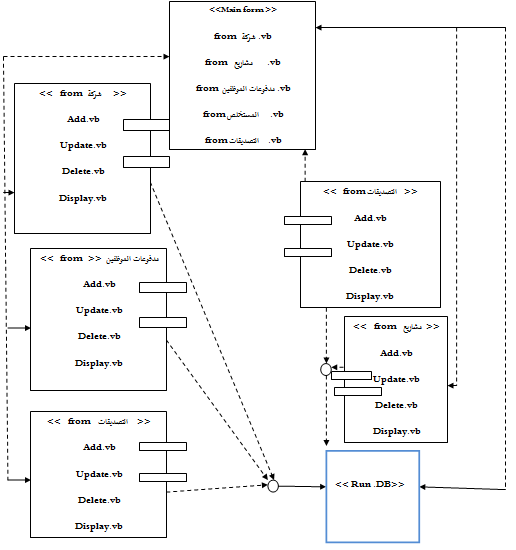 <<Main form>>
from شركة .vb
from مشاريع .vb
from مدفوعات الموظفين .vb
from المستخلص .vb
from التصديقات .vb
<< from شركة >>
Add.vb
Update.vb
Delete.vb
Display.vb
<< from التصديقات >>
Add.vb
Update.vb
Delete.vb
Display.vb
<< from >> مدفوعات الموظفين
Add.vb
Update.vb
Delete.vb
Display.vb
<< from مشاريع >>
Add.vb
Update.vb
Delete.vb
Display.vb
<< from التصديقات >>
Add.vb
Update.vb
Delete.vb
Display.vb
<< Run .DB>>